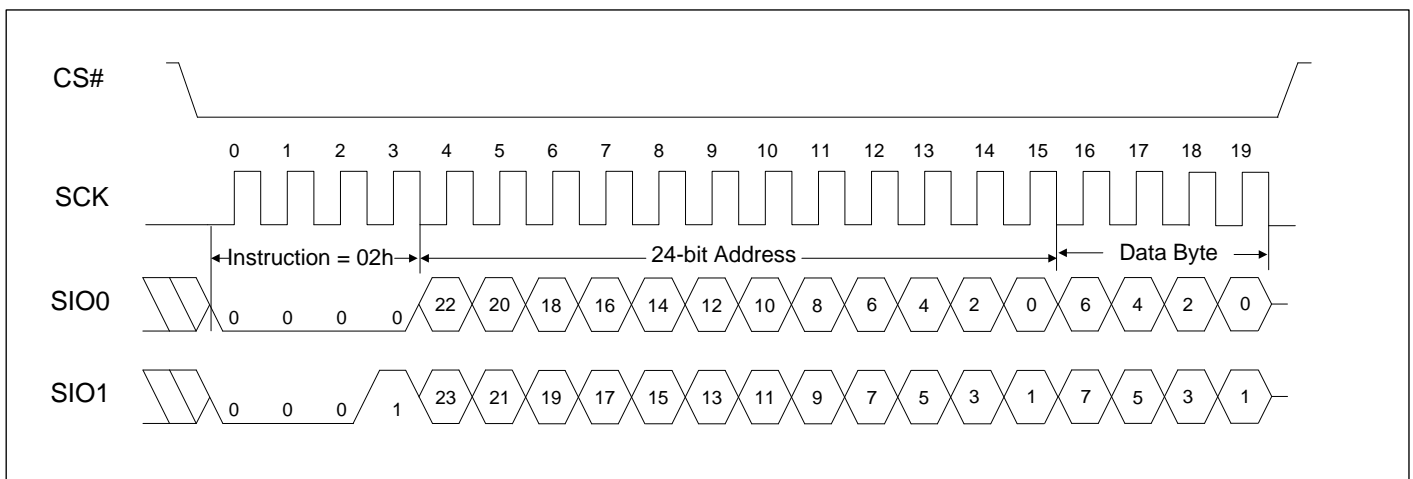 CS#
0 1 2 3 4 5 6 7 8 9 10 11 12 13 14 15 16 17 18 19
SCK
Instruction = 02h 24-bit Address Data Byte
SIO0 0 0 0 0 22 20 18 16 14 12 10 8 6 4 2 0 6 4 2 0
SIO1 0 0 0 1 23 21 19 17 15 13 11 9 7 5 3 1 7 5 3 1